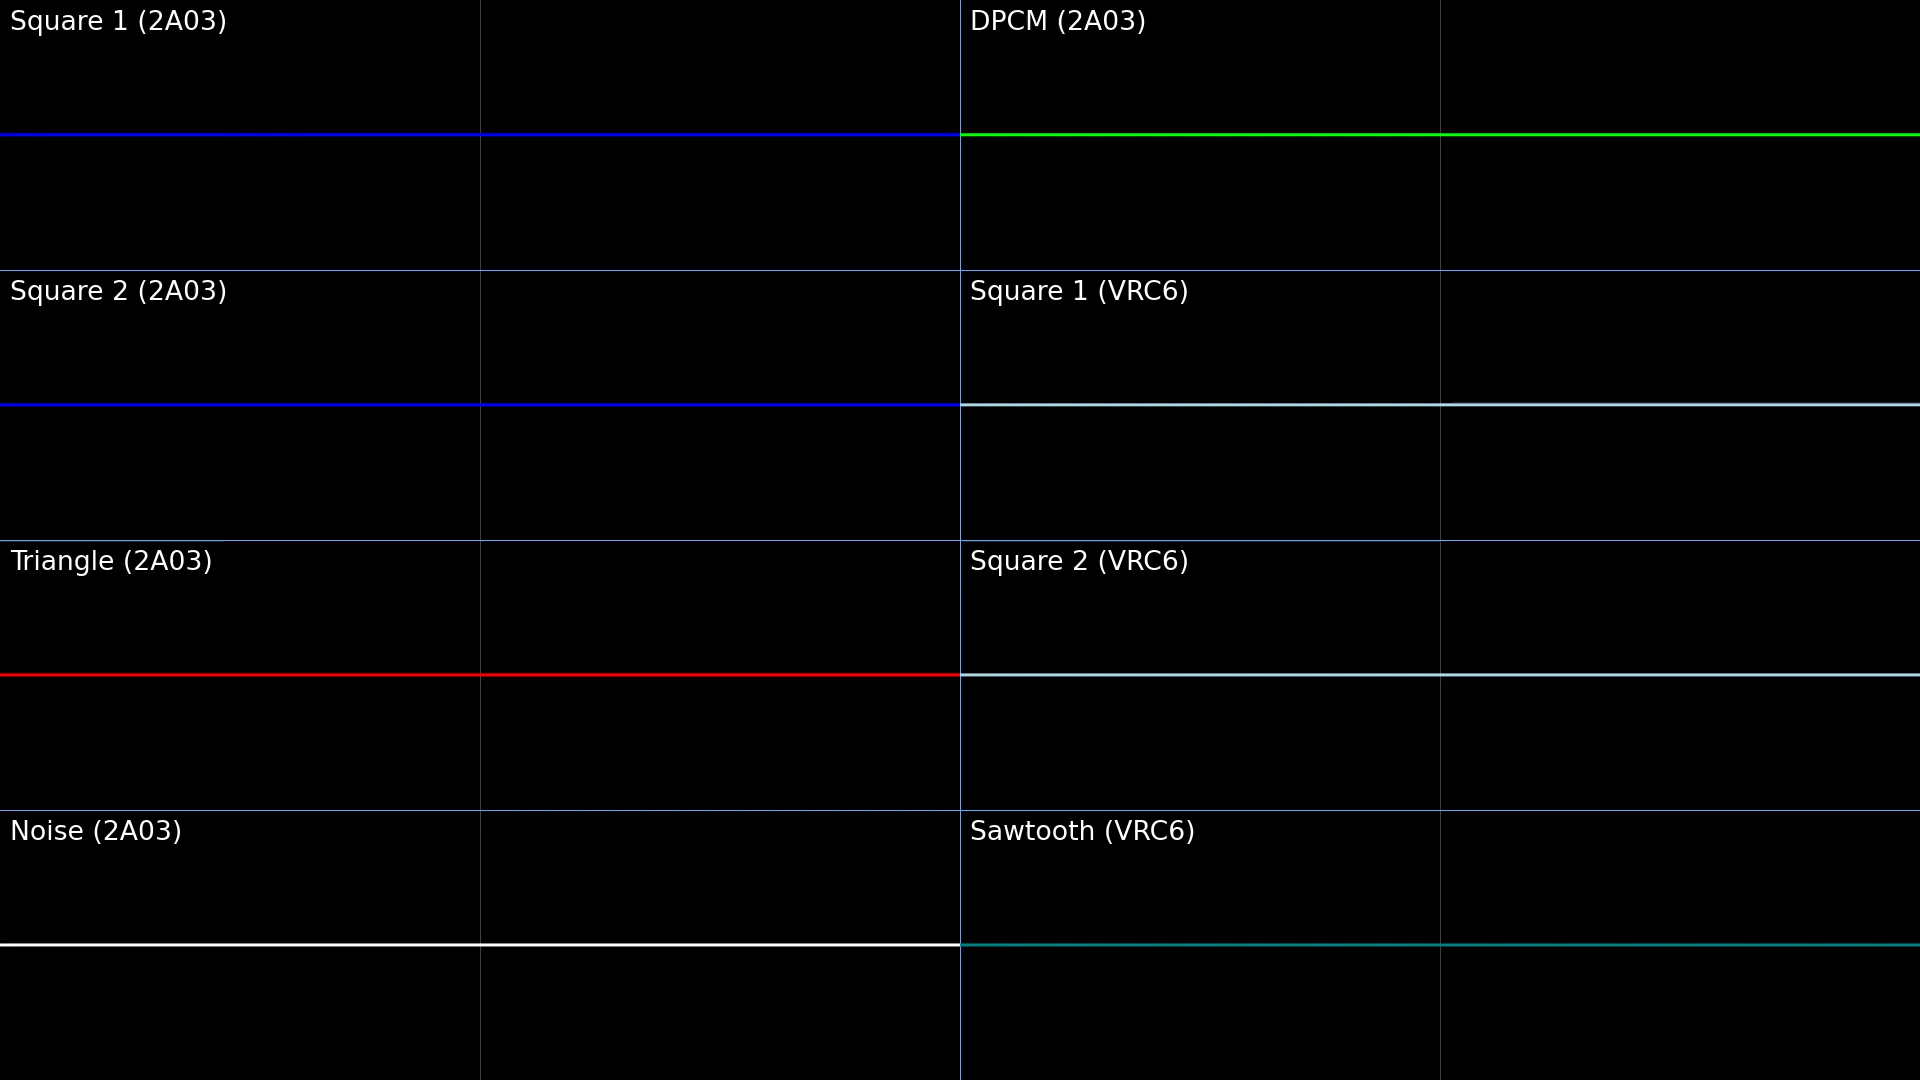 Square 1 (2A03)
DPCM (2A03)
Square 2 (2A03)
Square 1 (VRC6)
Triangle (2A03)
Square 2 (VRC6)
Noise (2A03)
Sawtooth (VRC6)